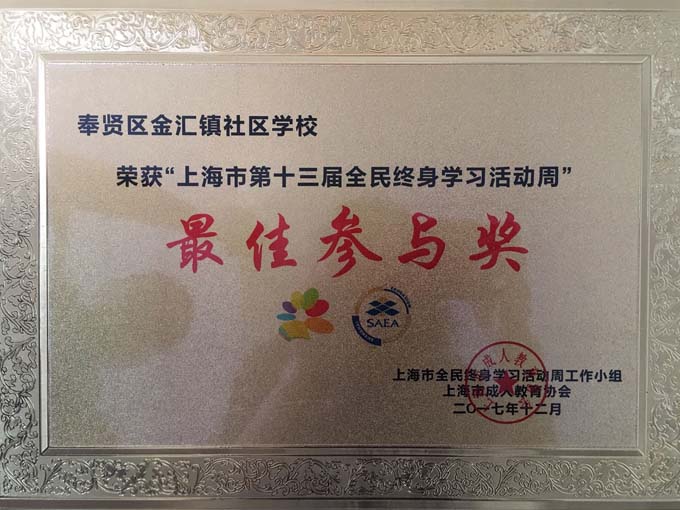 奉贤区金汇镇社区学校
荣获“上海市第十三届全民终身学习活动周”
最佳参与奖
SAEA
上海市全民终身学习活动周工作小组
上海市成人教育协会
二〇一七年十二月